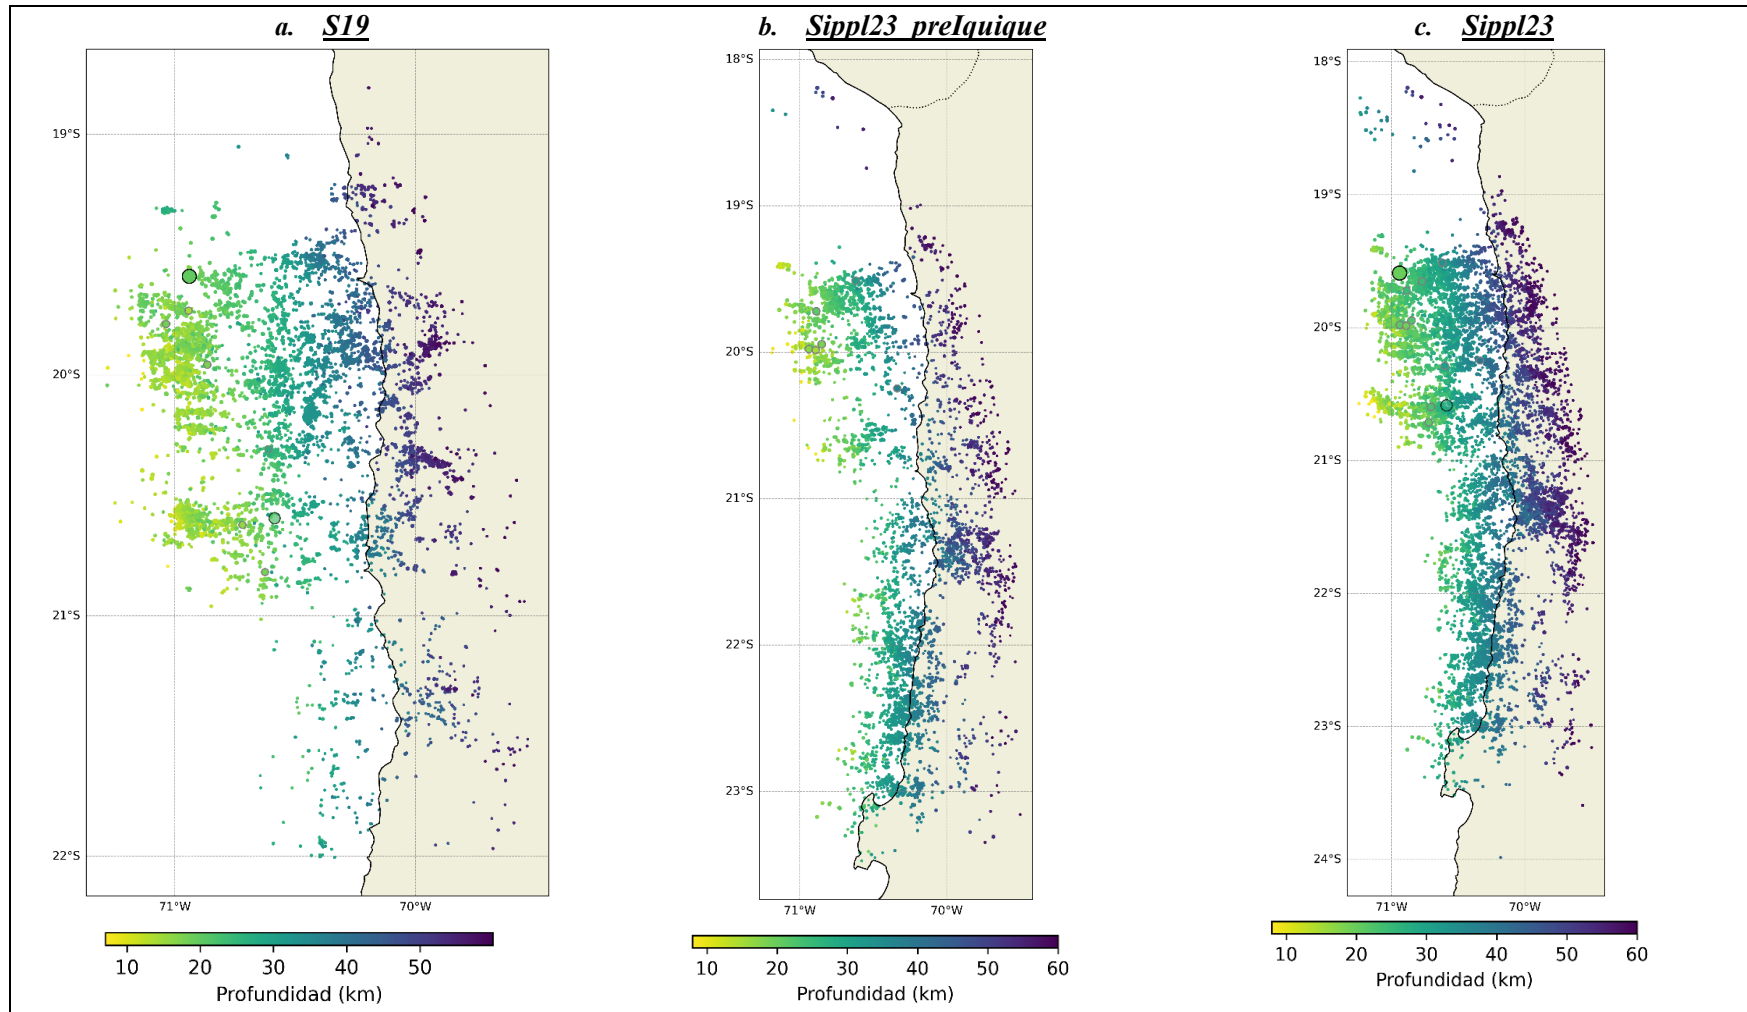 a. S19
19°S
20°S
21°S
22°S
71°W 70°W
10 20 30 40 50
Profundidad (km)
b. Sippl23_preIquique
18°S
19°S
20°S
21°S
22°S
23°S
71°W 70°W
10 20 30 40 50 60
Profundidad (km)
c. Sippl23
18°S
19°S
20°S
21°S
22°S
23°S
24°S
71°W 70°W
10 20 30 40 50 60
Profundidad (km)